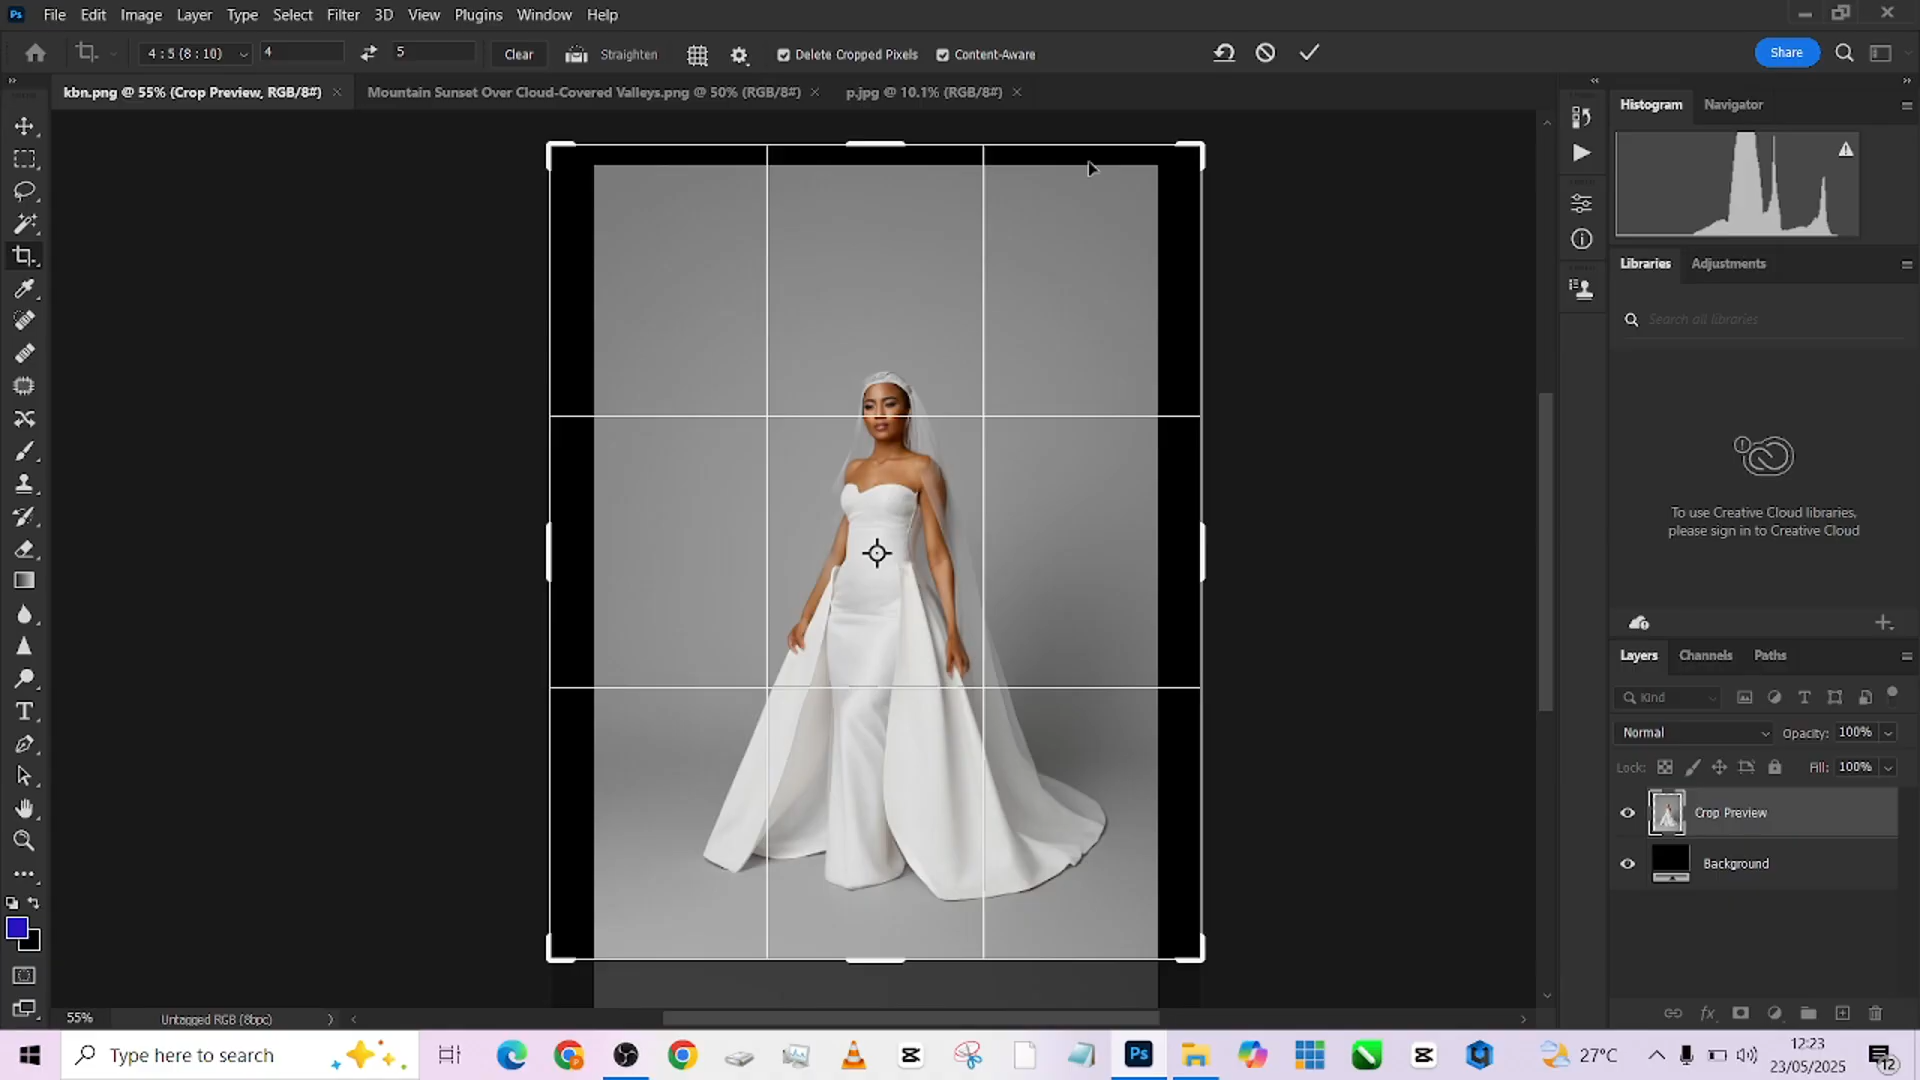 Ps File Edit Image Layer Type Select Filter 3D View Plugins Window Help
4 : 5 (8 : 10) 4 5 Clear Straighten Delete Cropped Pixels Content-Aware Share
kbn.png @ 55% (Crop Preview, RGB/8#) Mountain Sunset Over Cloud-Covered Valleys.png @ 50% (RGB/8#) p.jpg @ 10.1% (RGB/8#)
Histogram Navigator
Libraries Adjustments
Search all libraries
To use Creative Cloud libraries,
please sign in to Creative Cloud
Layers Channels Paths
Kind
Normal Opacity: 100%
Lock: Fill: 100%
Crop Preview
Background
55% Untagged RGB (8bpc)
Type here to search Ps 27°C 12:23
23/05/2025 12